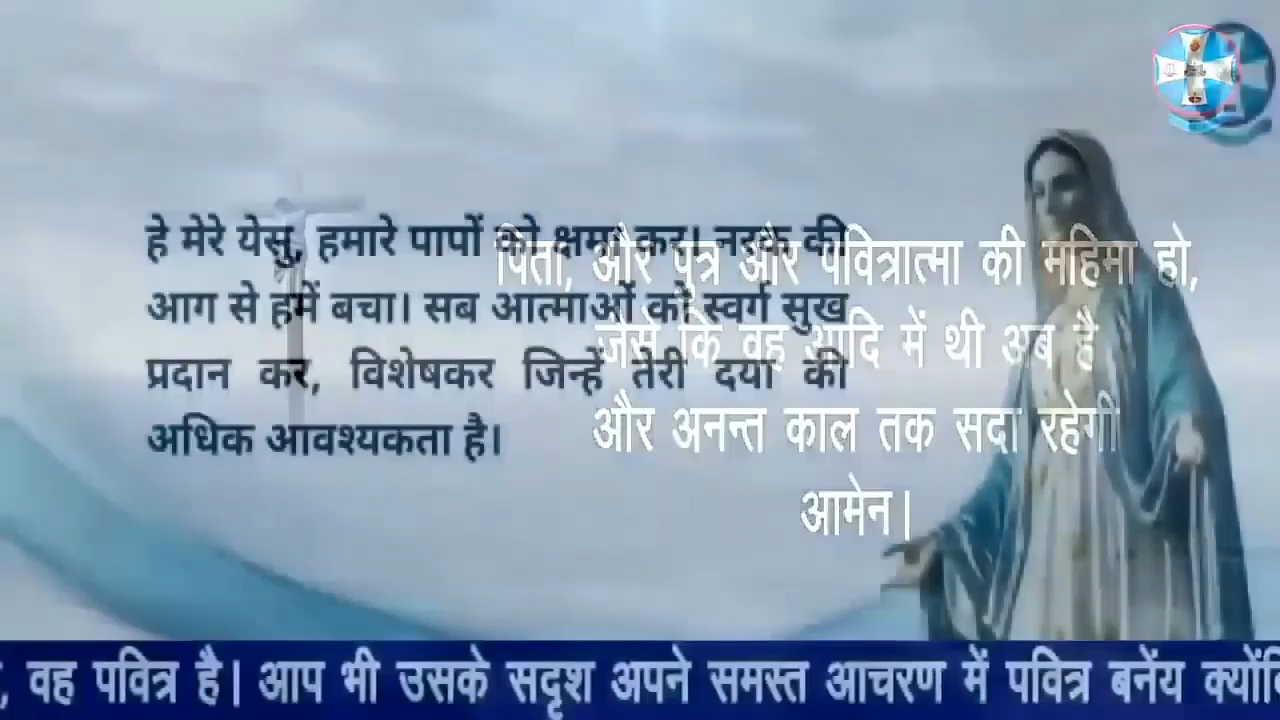 हे मेरे येसु, हमारे पापों को क्षमा कर। नरक की
आग से हमें बचा। सब आत्माओं को स्वर्ग सुख
प्रदान कर, विशेषकर जिन्हें तेरी दया की
अधिक आवश्यकता है।
पिता, और पुत्र और पवित्रात्मा की महिमा हो,
जैसे कि वह आदि में थी अब है
और अनन्त काल तक सदा रहेगी
आमेन।
वह पवित्र है। आप भी उसके सदृश अपने समस्त आचरण में पवित्र बनेंय